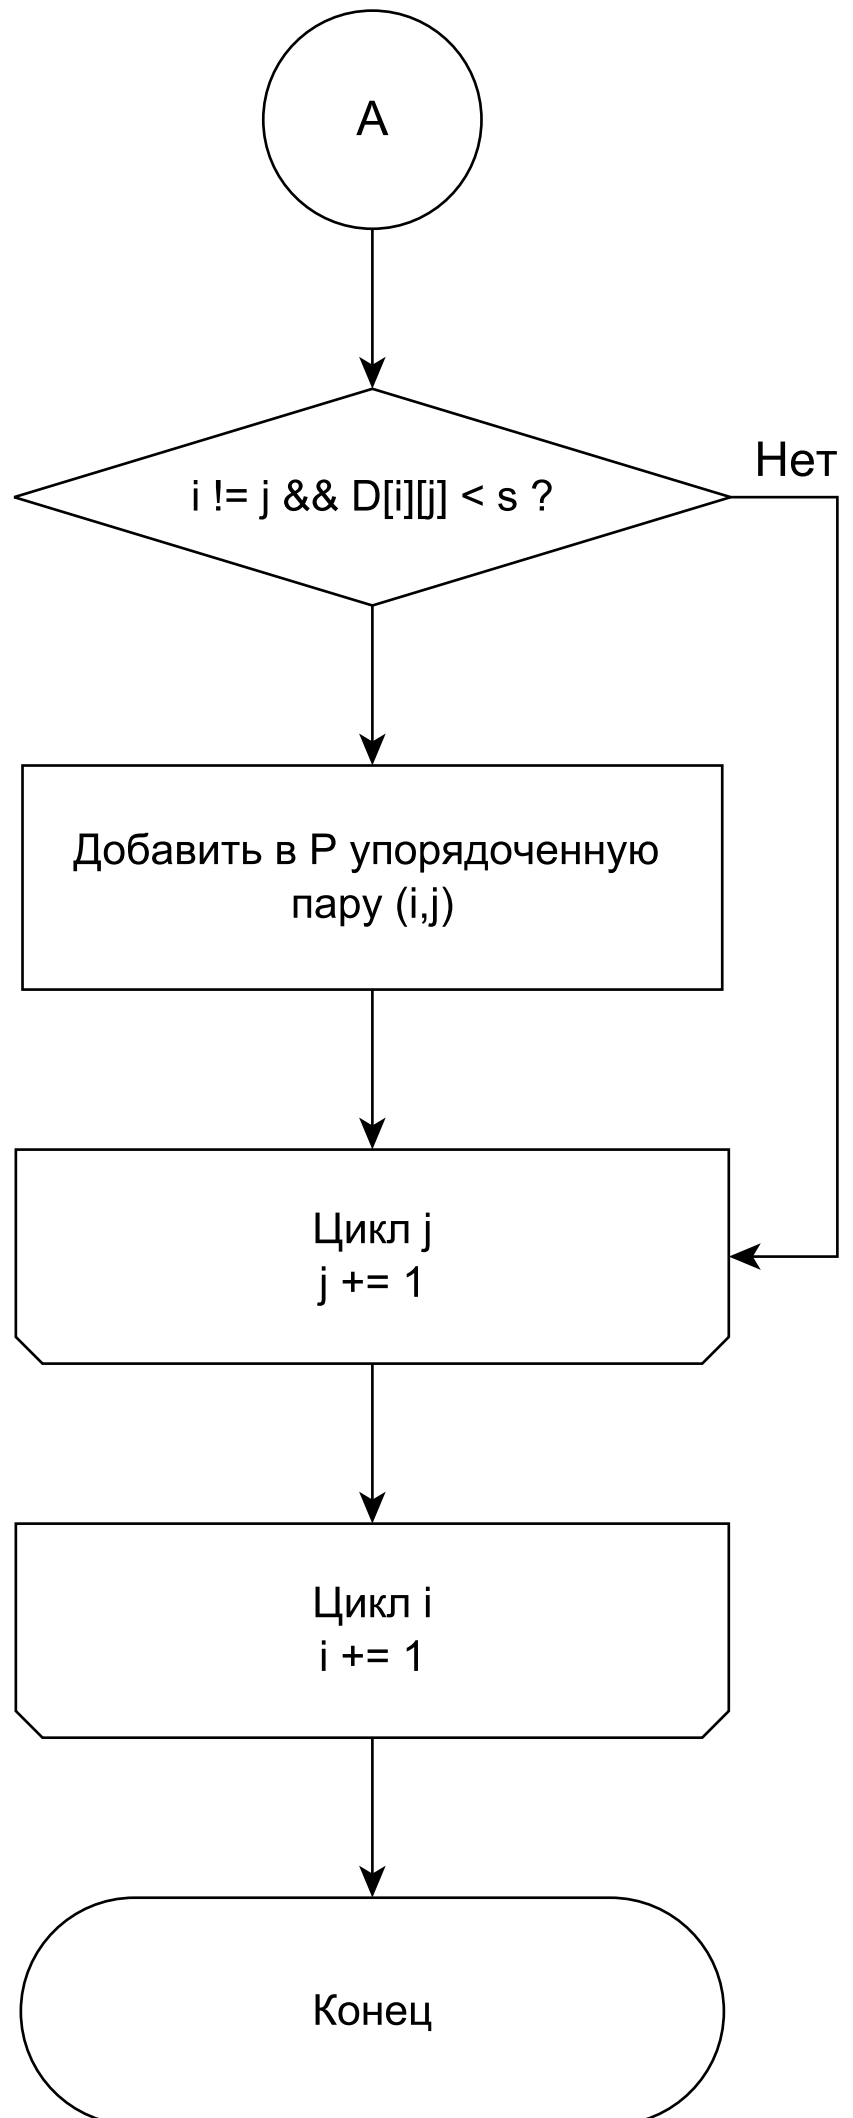 A
i != j && D[i][j] < s ?
Нет
Добавить в P упорядоченную
пару (i,j)
Цикл j
j += 1
Цикл i
i += 1
Конец